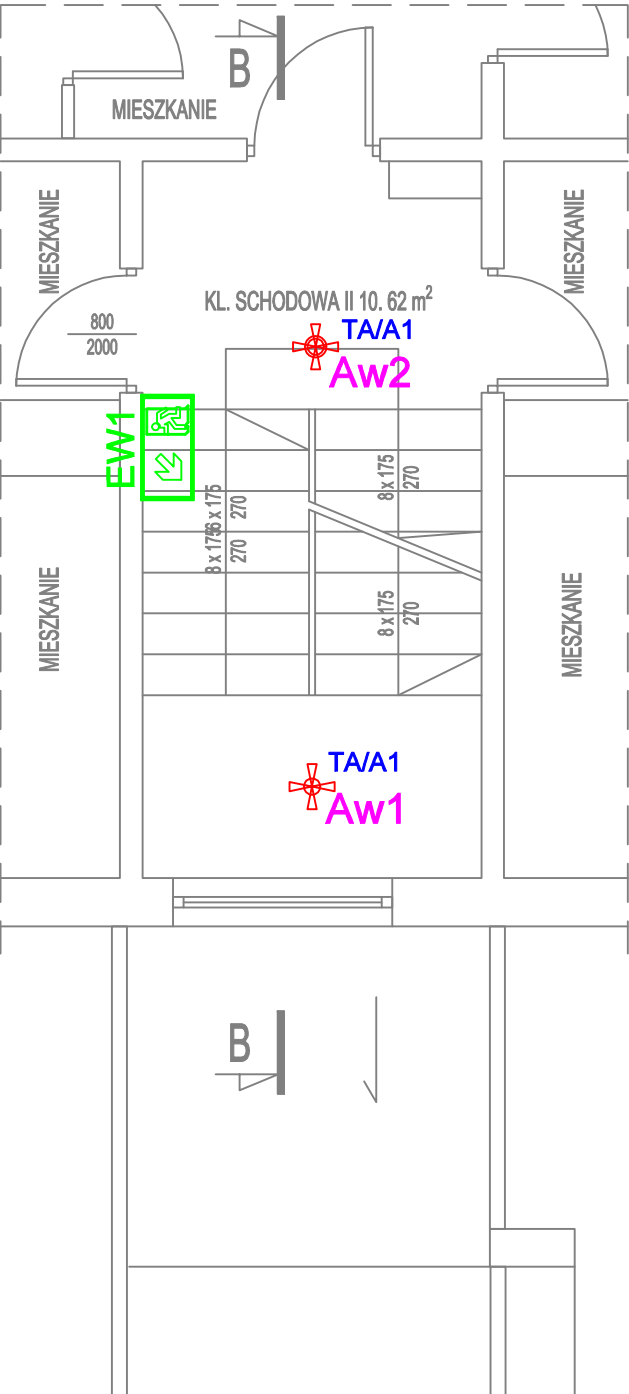 B
MIESZKANIE
MIESZKANIE
MIESZKANIE
KL. SCHODOWA II 10. 62 m²
800
2000
TA/A1
Aw2
EW1
8 x 175
270
6 x 175
270
8 x 175
270
8 x 175
270
MIESZKANIE
MIESZKANIE
TA/A1
Aw1
B